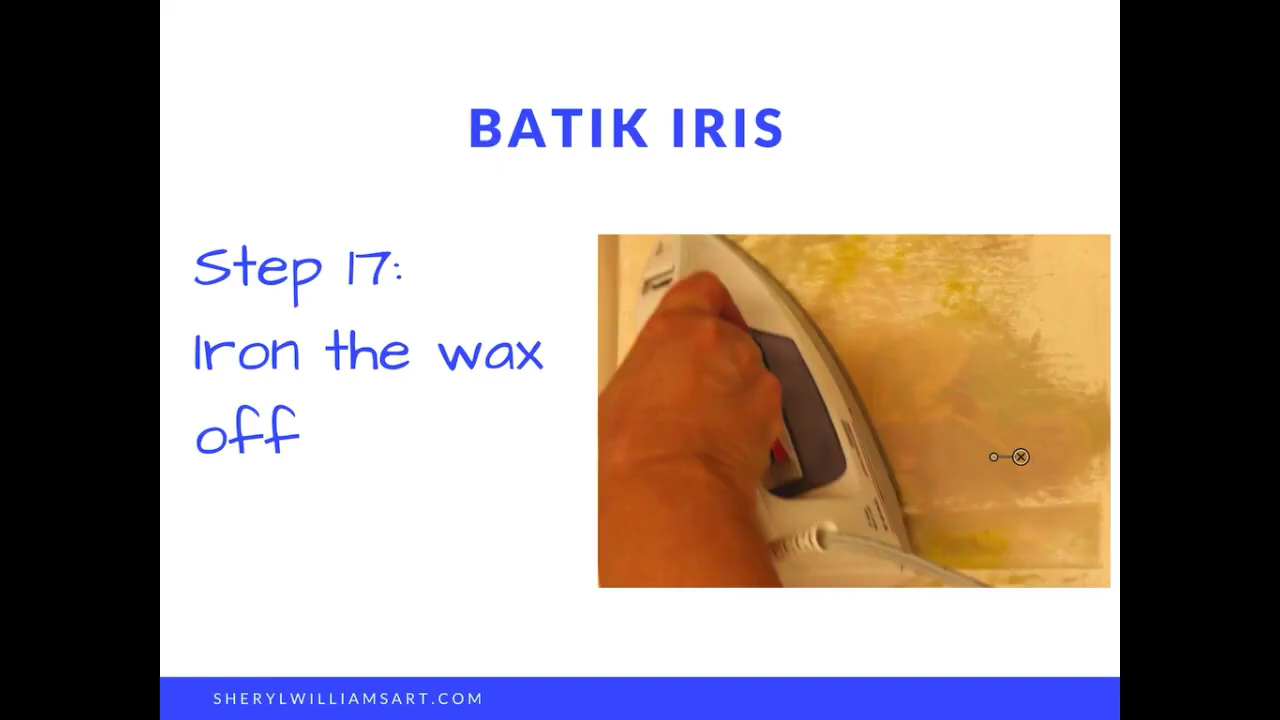 BATIK IRIS
Step 17:
Iron the wax
off
SHERYLWILLIAMSART.COM